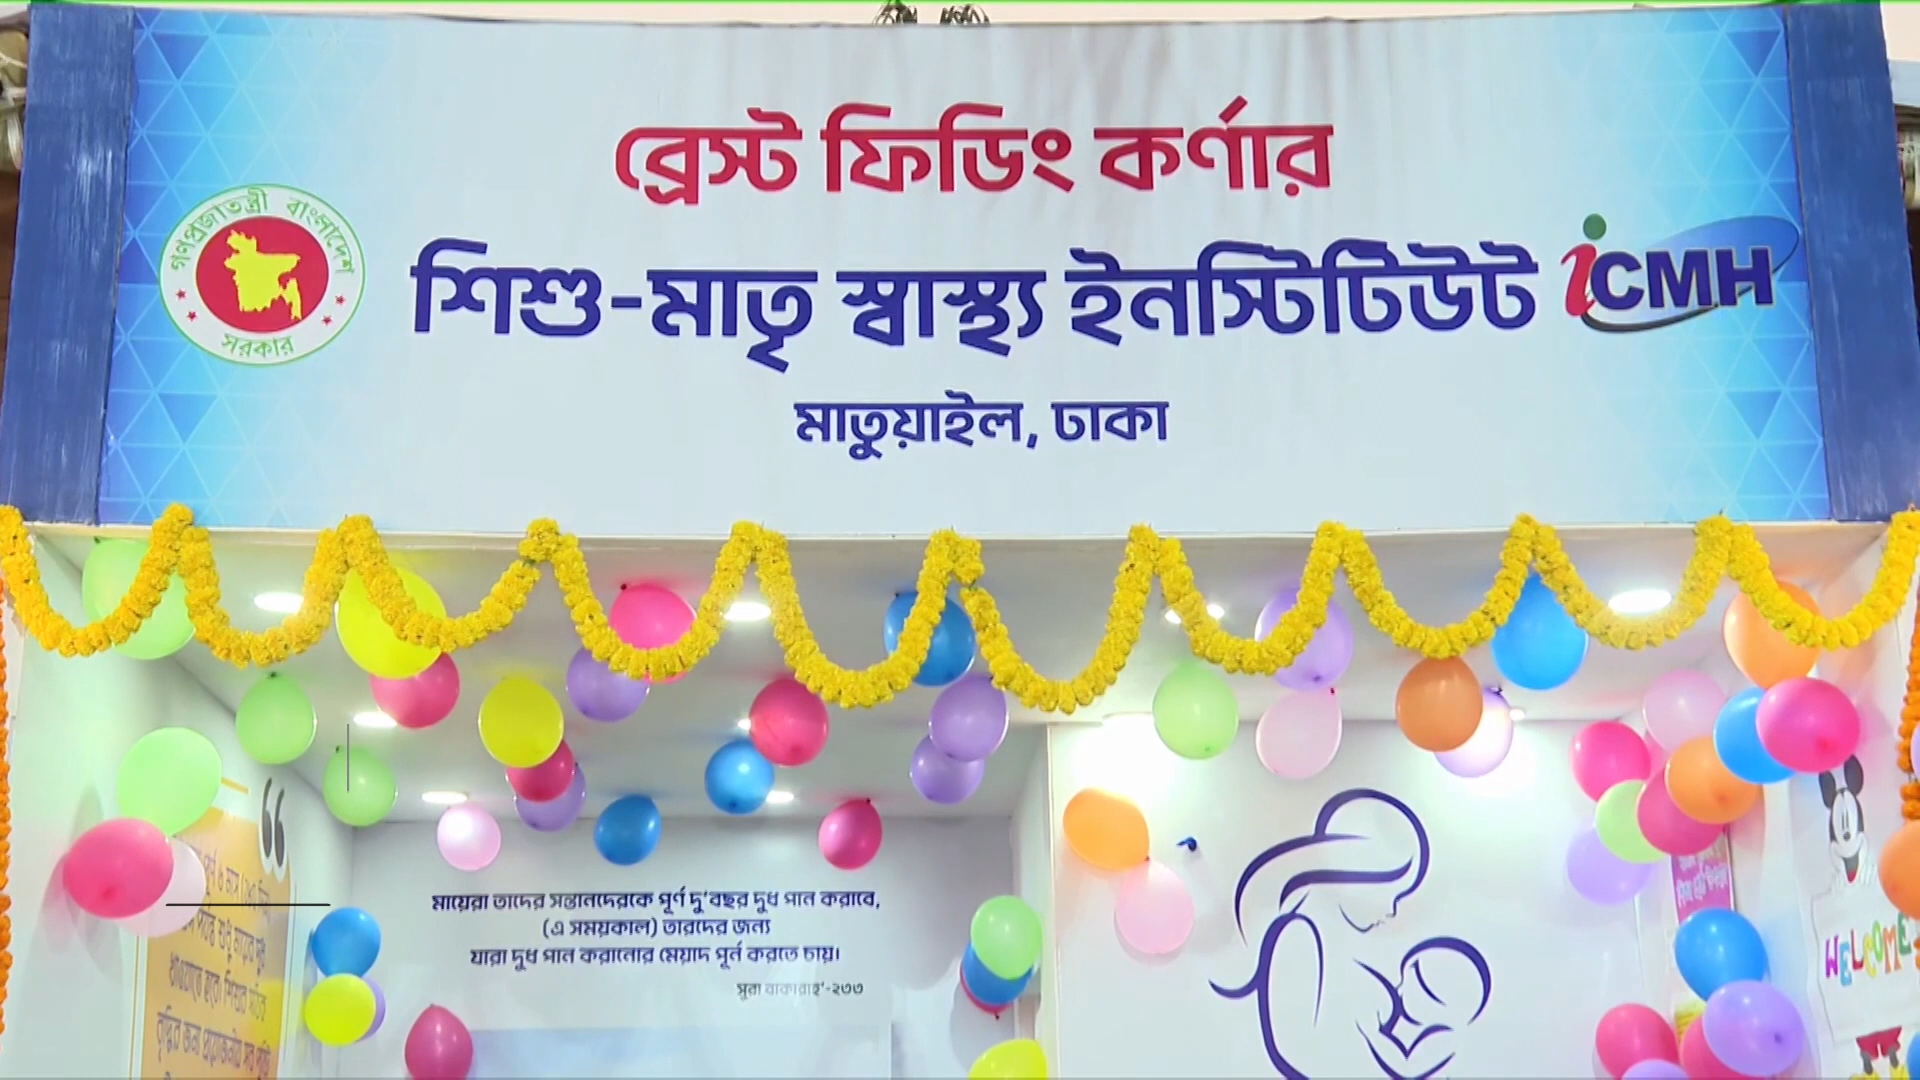 ব্রেস্ট ফিডিং কর্ণার
শিশু-মাতৃ স্বাস্থ্য ইনস্টিটিউট
মাতুয়াইল, ঢাকা
গণপ্রজাতন্ত্রী বাংলাদেশ
সরকার
iCMH
মায়েরা তাদের সন্তানদেরকে পূর্ণ দু'বছর দুধ পান করাবে,
(এ সময়কাল) তারদের জন্য
যারা দুধ পান করানোর মেয়াদ পূর্ন করতে চায়।
সুরা বাকারাহ'-২৩৩
WELCOME